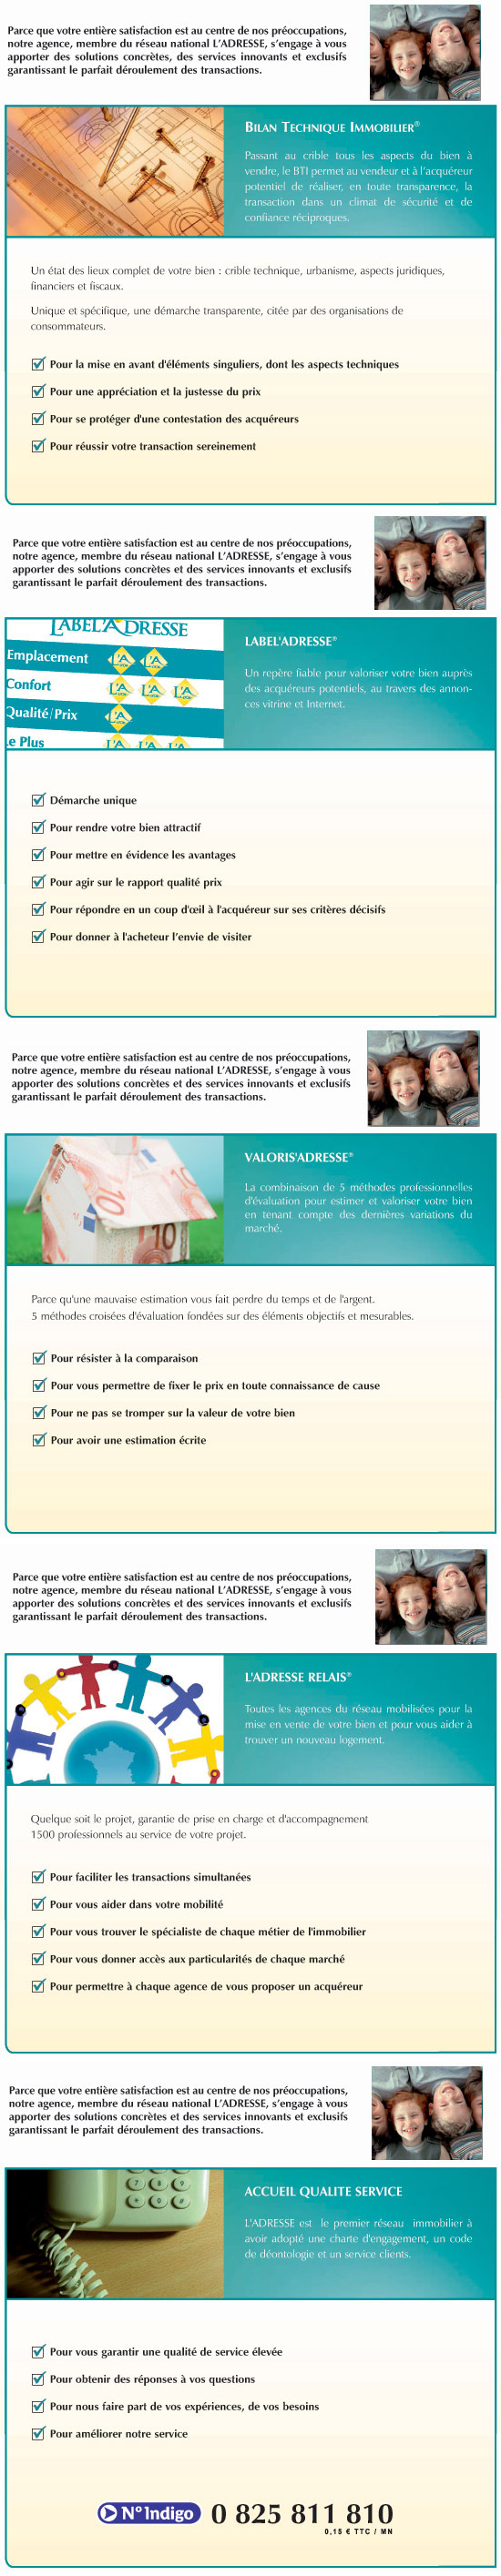 Parce que votre entière satisfaction est au centre de nos préoccupations,
notre agence, membre du réseau national L'ADRESSE, s'engage à vous
apporter des solutions concrètes, des services innovants et exclusifs
garantissant le parfait déroulement des transactions.
BILAN TECHNIQUE IMMOBILIER®
Passant au crible tous les aspects du bien à
vendre, le BTI permet au vendeur et à l'acquéreur
potentiel de réaliser, en toute transparence, la
transaction dans un climat de sécurité et de
confiance réciproques.
Un état des lieux complet de votre bien : crible technique, urbanisme, aspects juridiques,
financiers et fiscaux.
Unique et spécifique, une démarche transparente, citée par des organisations de
consommateurs.
Pour la mise en avant d'éléments singuliers, dont les aspects techniques
Pour une appréciation et la justesse du prix
Pour se protéger d'une contestation des acquéreurs
Pour réussir votre transaction sereinement
Parce que votre entière satisfaction est au centre de nos préoccupations,
notre agence, membre du réseau national L'ADRESSE, s'engage à vous
apporter des solutions concrètes et des services innovants et exclusifs
garantissant le parfait déroulement des transactions.
LABEL'ADRESSE
Emplacement L'A L'A
Confort L'A L'A L'A
Qualité/Prix L'A
Le Plus L'A L'A L'A
LABEL'ADRESSE®
Un repère fiable pour valoriser votre bien auprès
des acquéreurs potentiels, au travers des annon-
ces vitrine et Internet.
Démarche unique
Pour rendre votre bien attractif
Pour mettre en évidence les avantages
Pour agir sur le rapport qualité prix
Pour répondre en un coup d'œil à l'acquéreur sur ses critères décisifs
Pour donner à l'acheteur l'envie de visiter
Parce que votre entière satisfaction est au centre de nos préoccupations,
notre agence, membre du réseau national L'ADRESSE, s'engage à vous
apporter des solutions concrètes et des services innovants et exclusifs
garantissant le parfait déroulement des transactions.
10
10
VALORIS'ADRESSE®
La combinaison de 5 méthodes professionnelles
d'évaluation pour estimer et valoriser votre bien
en tenant compte des dernières variations du
marché.
Parce qu'une mauvaise estimation vous fait perdre du temps et de l'argent.
5 méthodes croisées d'évaluation fondées sur des éléments objectifs et mesurables.
Pour résister à la comparaison
Pour vous permettre de fixer le prix en toute connaissance de cause
Pour ne pas se tromper sur la valeur de votre bien
Pour avoir une estimation écrite
Parce que votre entière satisfaction est au centre de nos préoccupations,
notre agence, membre du réseau national L'ADRESSE, s'engage à vous
apporter des solutions concrètes et des services innovants et exclusifs
garantissant le parfait déroulement des transactions.
L'ADRESSE RELAIS®
Toutes les agences du réseau mobilisées pour la
mise en vente de votre bien et pour vous aider à
trouver un nouveau logement.
Quelque soit le projet, garantie de prise en charge et d'accompagnement
1500 professionnels au service de votre projet.
Pour faciliter les transactions simultanées
Pour vous aider dans votre mobilité
Pour vous trouver le spécialiste de chaque métier de l'immobilier
Pour vous donner accès aux particularités de chaque marché
Pour permettre à chaque agence de vous proposer un acquéreur
Parce que votre entière satisfaction est au centre de nos préoccupations,
notre agence, membre du réseau national L'ADRESSE, s'engage à vous
apporter des solutions concrètes et des services innovants et exclusifs
garantissant le parfait déroulement des transactions.
7 8 9
* 0 #
ACCUEIL QUALITE SERVICE
L'ADRESSE est le premier réseau immobilier à
avoir adopté une charte d'engagement, un code
de déontologie et un service clients.
Pour vous garantir une qualité de service élevée
Pour obtenir des réponses à vos questions
Pour nous faire part de vos expériences, de vos besoins
Pour améliorer notre service
N° Indigo 0 825 811 810
0,15 € TTC / MN